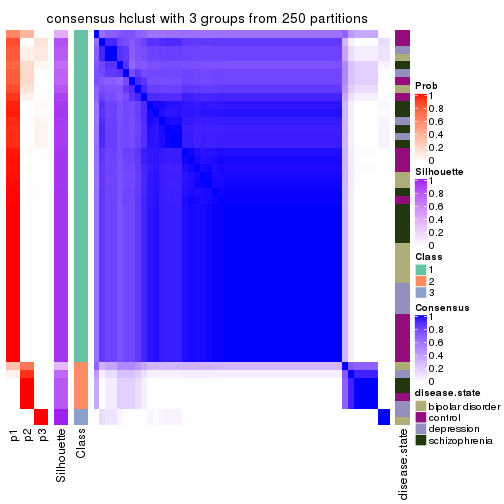 consensus hclust with 3 groups from 250 partitions
Prob
1
0.8
0.6
0.4
0.2
0
Silhouette
1
0.8
0.6
0.4
0.2
0
Class
1
2
3
Consensus
1
0.8
0.6
0.4
0.2
0
disease.state
bipolar disorder
control
depression
schizophrenia
p1
p2
p3
Silhouette
Class
disease.state